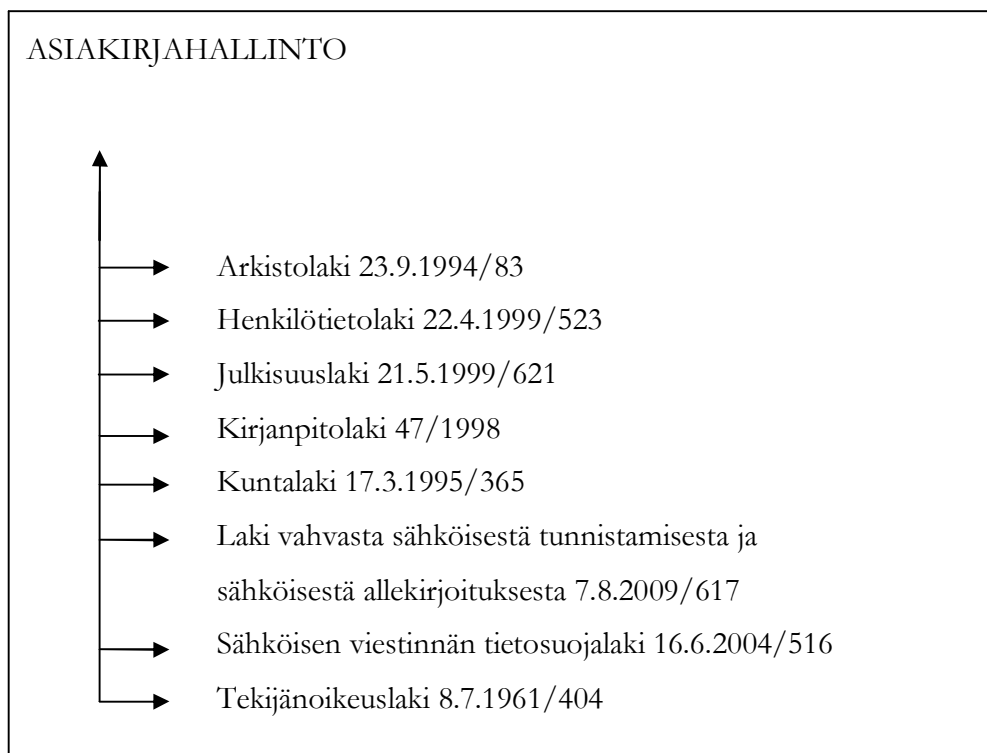 ASIAKIRJAHALLINTO
Arkistolaki 23.9.1994/83
Henkilötietolaki 22.4.1999/523
Julkisuuslaki 21.5.1999/621
Kirjanpitolaki 47/1998
Kuntalaki 17.3.1995/365
Laki vahvasta sähköisestä tunnistamisesta ja
sähköisestä allekirjoituksesta 7.8.2009/617
Sähköisen viestinnän tietosuojalaki 16.6.2004/516
Tekijänoikeuslaki 8.7.1961/404